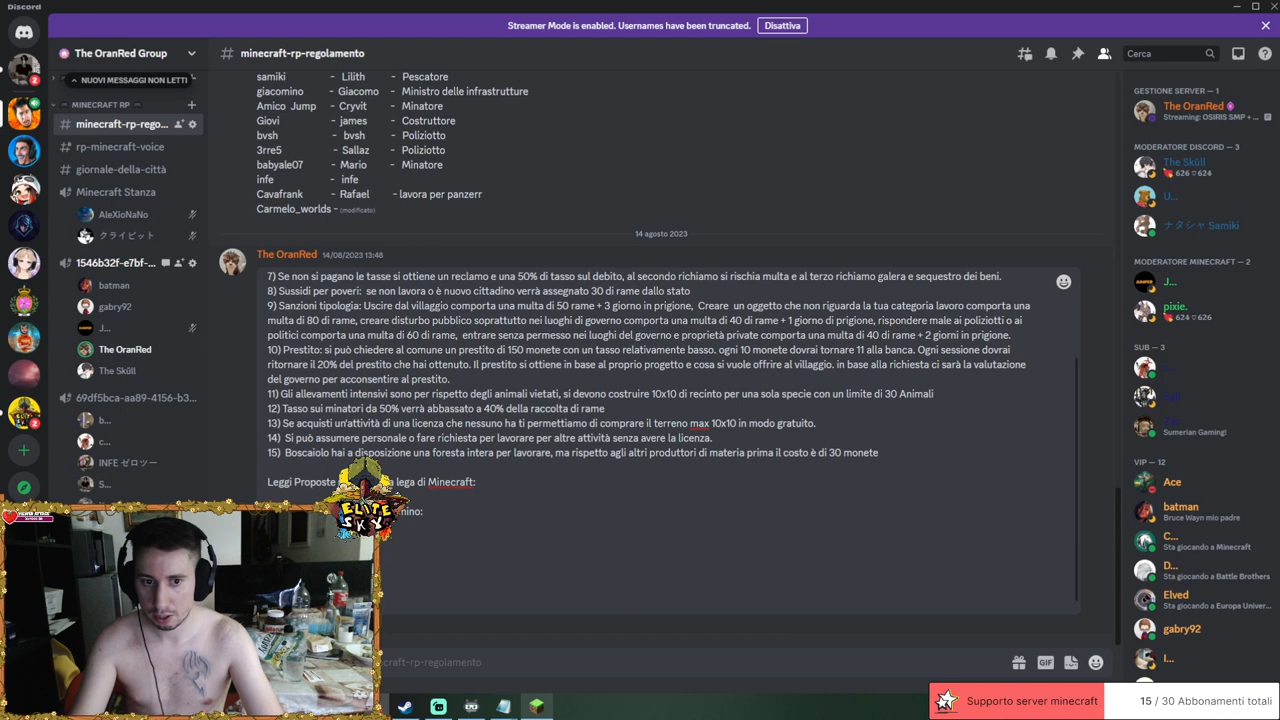 Discord
Streamer Mode is enabled. Usernames have been truncated. Disattiva
The OranRed Group
NUOVI MESSAGGI NON LETTI
MINECRAFT RP
minecraft-rp-rego...
rp-minecraft-voice
giornale-della-città
Minecraft Stanza
AleXioNaNo
クライビット
1546b32f-e7bf-...
batman
gabry92
J...
The OranRed
The Skūll
69df5bca-aa89-4156-b3...
b...
c...
INFE ゼロツー
S...
minecraft-rp-regolamento
Cerca
samiki - Lilith - Pescatore
giacomino - Giacomo - Ministro delle infrastrutture
Amico Jump - Cryvit - Minatore
Giovi - james - Costruttore
bvsh - bvsh - Poliziotto
3rre5 - Sallaz - Poliziotto
babyale07 - Mario - Minatore
infe - infe
Cavafrank - Rafael - lavora per panzerr
Carmelo_worlds - (modificato)
14 agosto 2023
The OranRed 14/08/2023 13:48
7) Se non si pagano le tasse si ottiene un reclamo e una 50% di tasso sul debito, al secondo richiamo si rischia multa e al terzo richiamo galera e sequestro dei beni.
8) Sussidi per poveri: se non lavora o è nuovo cittadino verrà assegnato 30 di rame dallo stato
9) Sanzioni tipologia: Uscire dal villaggio comporta una multa di 50 rame + 3 giorno in prigione, Creare un oggetto che non riguarda la tua categoria lavoro comporta una
multa di 80 di rame, creare disturbo pubblico soprattutto nei luoghi di governo comporta una multa di 40 di rame + 1 giorno di prigione, rispondere male ai poliziotti o ai
politici comporta una multa di 60 di rame, entrare senza permesso nei luoghi del governo e proprietà private comporta una multa di 40 di rame + 2 giorni in prigione.
10) Prestito: si può chiedere al comune un prestito di 150 monete con un tasso relativamente basso. ogni 10 monete dovrai tornare 11 alla banca. Ogni sessione dovrai
ritornare il 20% del prestito che hai ottenuto. Il prestito si ottiene in base al proprio progetto e cosa si vuole offrire al villaggio. in base alla richiesta ci sarà la valutazione
del governo per acconsentire al prestito.
11) Gli allevamenti intensivi sono per rispetto degli animali vietati, si devono costruire 10x10 di recinto per una sola specie con un limite di 30 Animali
12) Tasso sui minatori da 50% verrà abbassato a 40% della raccolta di rame
13) Se acquisti un'attività di una licenza che nessuno ha ti permettiamo di comprare il terreno max 10x10 in modo gratuito.
14) Si può assumere personale o fare richiesta per lavorare per altre attività senza avere la licenza.
15) Boscaiolo hai a disposizione una foresta intera per lavorare, ma rispetto agli altri produttori di materia prima il costo è di 30 monete
Leggi Proposte lega di Minecraft:
mino:
craft-rp-regolamento
GIF
ELITE
SKY
GESTIONE SERVER — 1
The OranRed
Streaming: OSIRIS SMP + ...
MODERATORE DISCORD — 3
The Skūll
626 624
U...
ナタシャ Samiki
MODERATORE MINECRAFT — 2
J...
pixie.
624 626
SUB — 3
Sumerian Gaming!
VIP — 12
Ace
batman
Bruce Wayn mio padre
C...
Sta giocando a Minecraft
D...
Sta giocando a Battle Brothers
Elved
Sta giocando a Europa Univer...
gabry92
I...
Supporto server minecraft 15 / 30 Abbonamenti totali